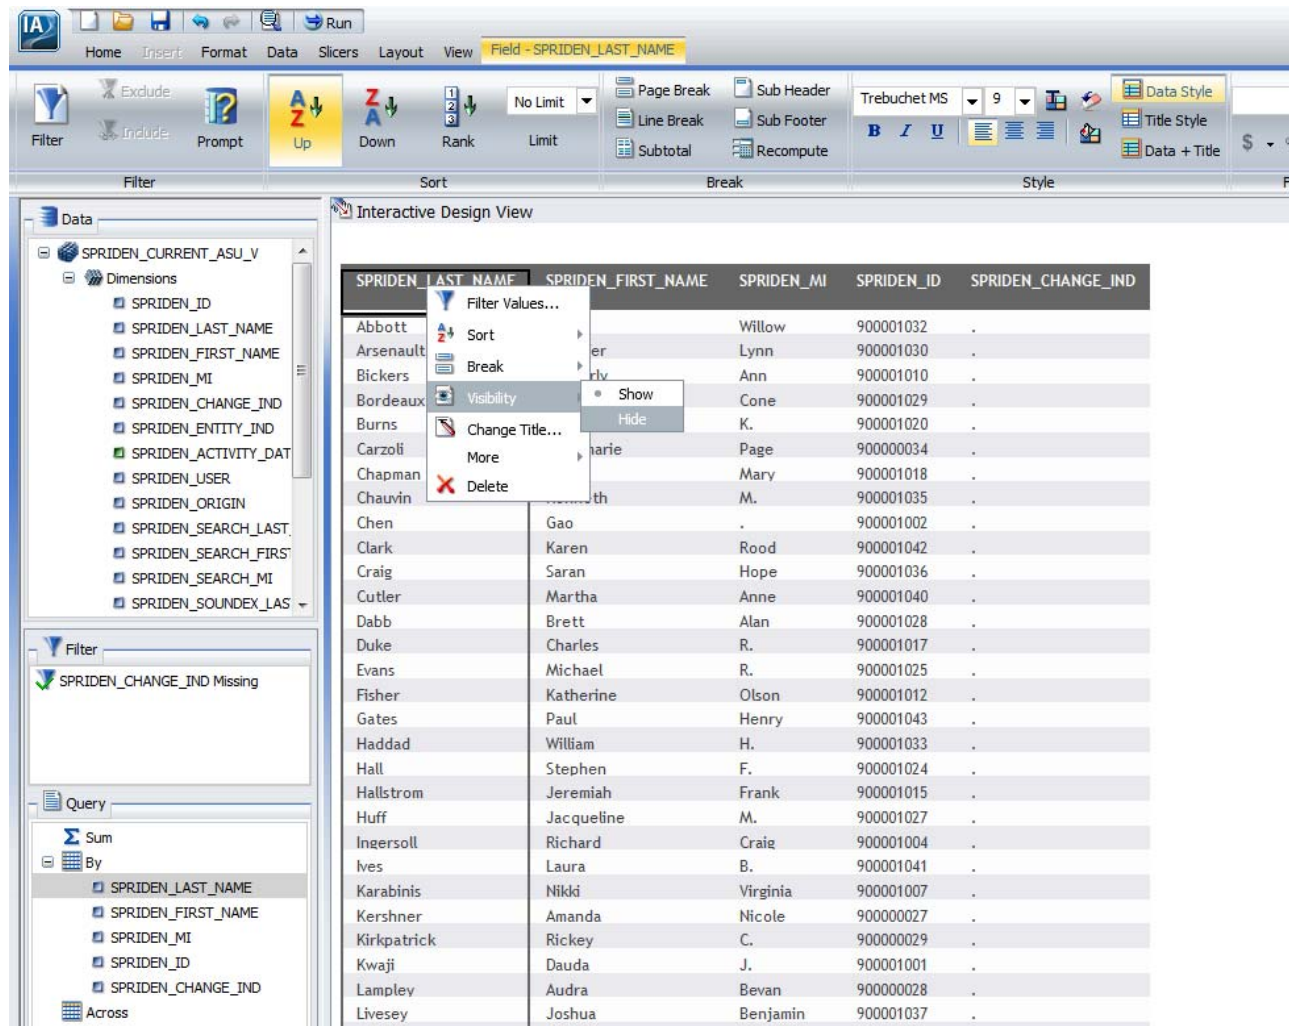 IA
Run
Home Insert Format Data Slicers Layout View Field - SPRIDEN_LAST_NAME
Exclude
Include
Filter
Prompt
Up
Down
Rank
No Limit
Limit
Page Break
Line Break
Subtotal
Sub Header
Sub Footer
Recompute
Trebuchet MS 9
B I U
Data Style
Title Style
Data + Title
$
Filter Sort Break Style F
Data
SPRIDEN_CURRENT_ASU_V
Dimensions
SPRIDEN_ID
SPRIDEN_LAST_NAME
SPRIDEN_FIRST_NAME
SPRIDEN_MI
SPRIDEN_CHANGE_IND
SPRIDEN_ENTITY_IND
SPRIDEN_ACTIVITY_DAT
SPRIDEN_USER
SPRIDEN_ORIGIN
SPRIDEN_SEARCH_LAST_
SPRIDEN_SEARCH_FIRST
SPRIDEN_SEARCH_MI
SPRIDEN_SOUNDEX_LAS
Filter
SPRIDEN_CHANGE_IND Missing
Query
Sum
By
SPRIDEN_LAST_NAME
SPRIDEN_FIRST_NAME
SPRIDEN_MI
SPRIDEN_ID
SPRIDEN_CHANGE_IND
Across
Interactive Design View
SPRIDEN_LAST_NAME SPRIDEN_FIRST_NAME SPRIDEN_MI SPRIDEN_ID SPRIDEN_CHANGE_IND
Filter Values...
Sort
Break
Visibility
Change Title...
More
Delete
Show
Hide
Abbott Willow 900001032 .
Arsenault er Lynn 900001030 .
Bickers rly Ann 900001010 .
Bordeaux Cone 900001029 .
Burns K. 900001020 .
Carzoli marie Page 900000034 .
Chapman Mary 900001018 .
Chauvin Kenneth M. 900001035 .
Chen Gao . 900001002 .
Clark Karen Rood 900001042 .
Craig Saran Hope 900001036 .
Cutler Martha Anne 900001040 .
Dabb Brett Alan 900001028 .
Duke Charles R. 900001017 .
Evans Michael R. 900001025 .
Fisher Katherine Olson 900001012 .
Gates Paul Henry 900001043 .
Haddad William H. 900001033 .
Hall Stephen F. 900001024 .
Hallstrom Jeremiah Frank 900001015 .
Huff Jacqueline M. 900001027 .
Ingersoll Richard Craig 900001004 .
Ives Laura B. 900001041 .
Karabinis Nikki Virginia 900001007 .
Kershner Amanda Nicole 900000027 .
Kirkpatrick Rickey C. 900000029 .
Kwaji Dauda J. 900001001 .
Lampley Audra Bevan 900000028 .
Livesey Joshua Benjamin 900001037 .